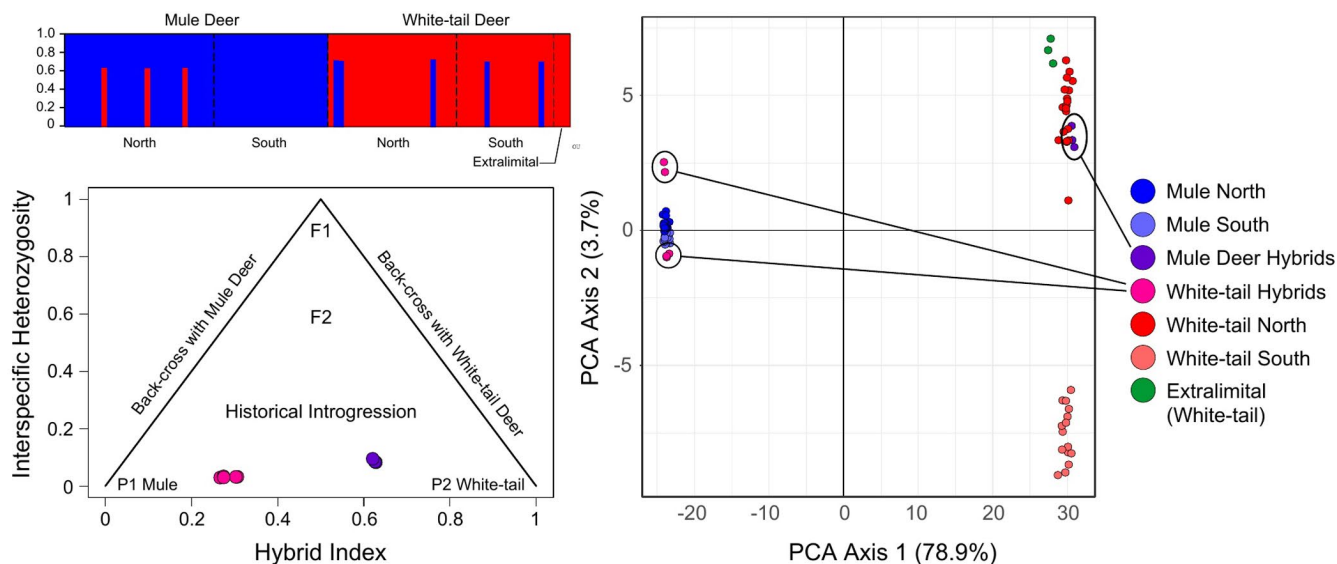 Mule Deer White-tail Deer
1.0
0.8
0.6
0.4
0.2
0
North South North South
Extralimital
Interspecific Heterozygosity
1
0.8
0.6
0.4
0.2
0
F1
F2
Back-cross with Mule Deer
Back-cross with White-tail Deer
Historical Introgression
P1 Mule P2 White-tail
0 0.2 0.4 0.6 0.8 1
Hybrid Index
PCA Axis 2 (3.7%)
5
0
-5
-20 -10 0 10 20 30
PCA Axis 1 (78.9%)
Mule North
Mule South
Mule Deer Hybrids
White-tail Hybrids
White-tail North
White-tail South
Extralimital
(White-tail)